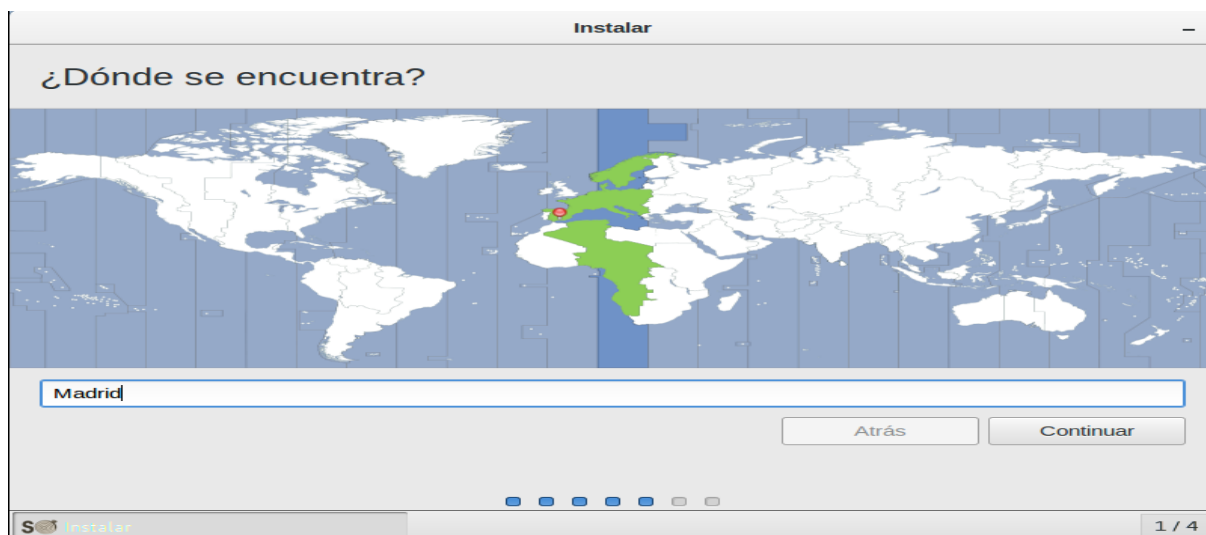 Instalar
¿Dónde se encuentra?
Madrid
Atrás
Continuar
S Instalar
1 / 4